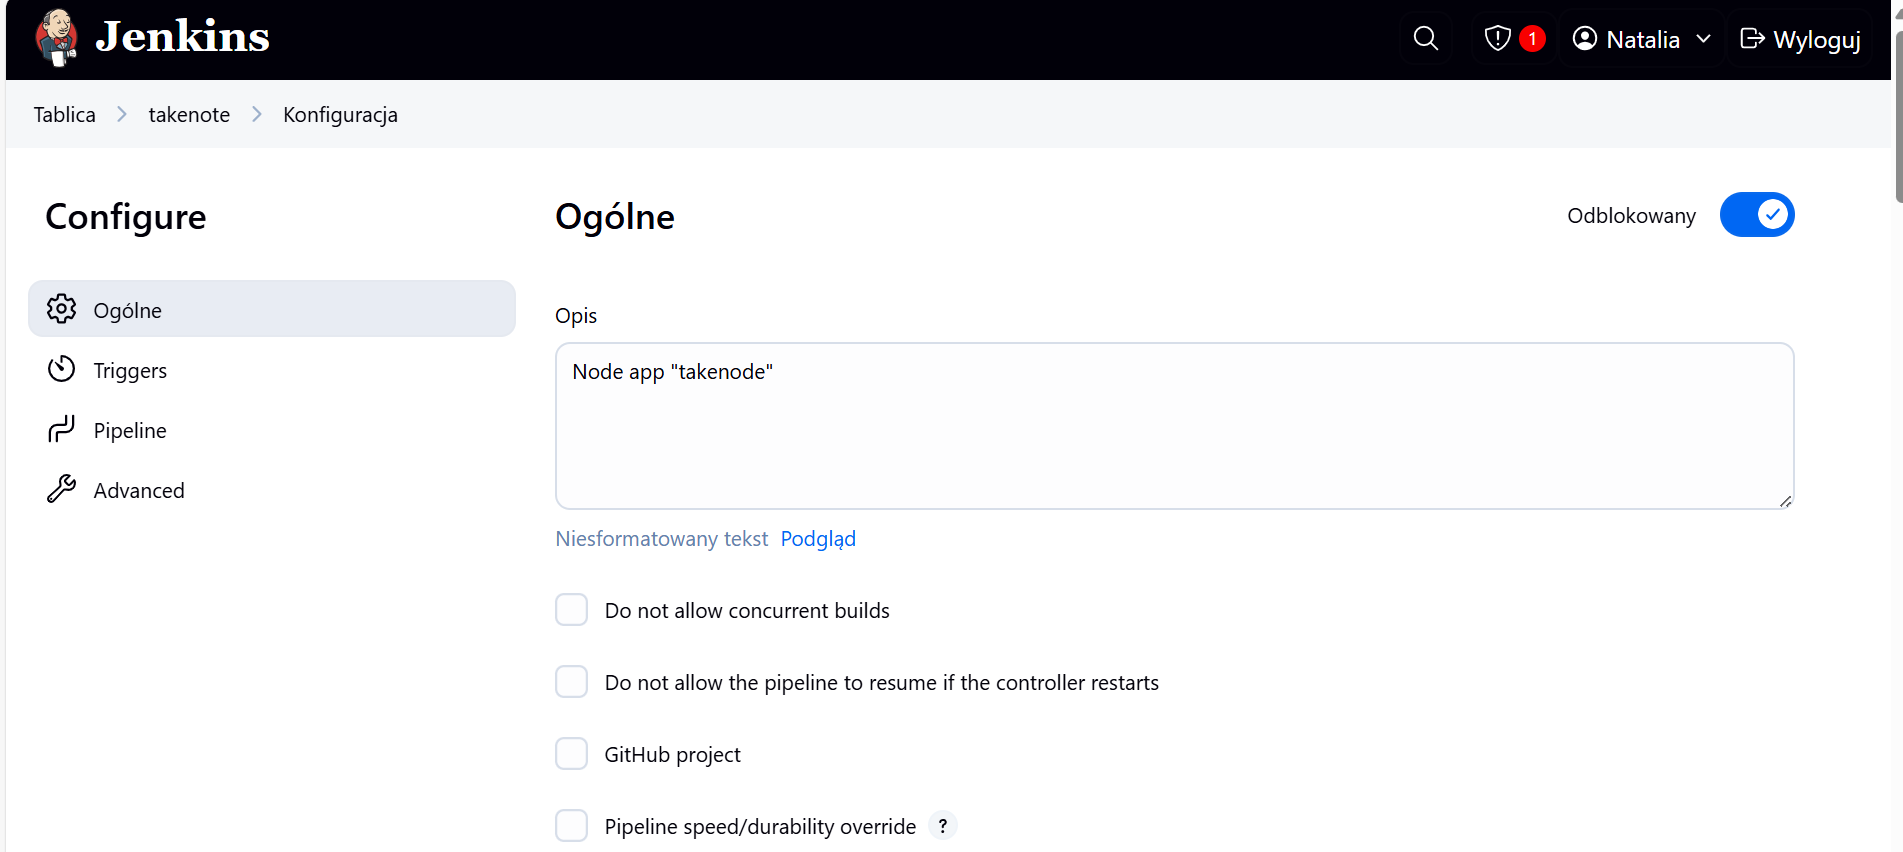 Jenkins
1
Natalia
Wyloguj
Tablica
takenote
Konfiguracja
Configure
Ogólne
Triggers
Pipeline
Advanced
Ogólne
Odblokowany
Opis
Node app "takenode"
Niesformatowany tekst Podgląd
Do not allow concurrent builds
Do not allow the pipeline to resume if the controller restarts
GitHub project
Pipeline speed/durability override ?